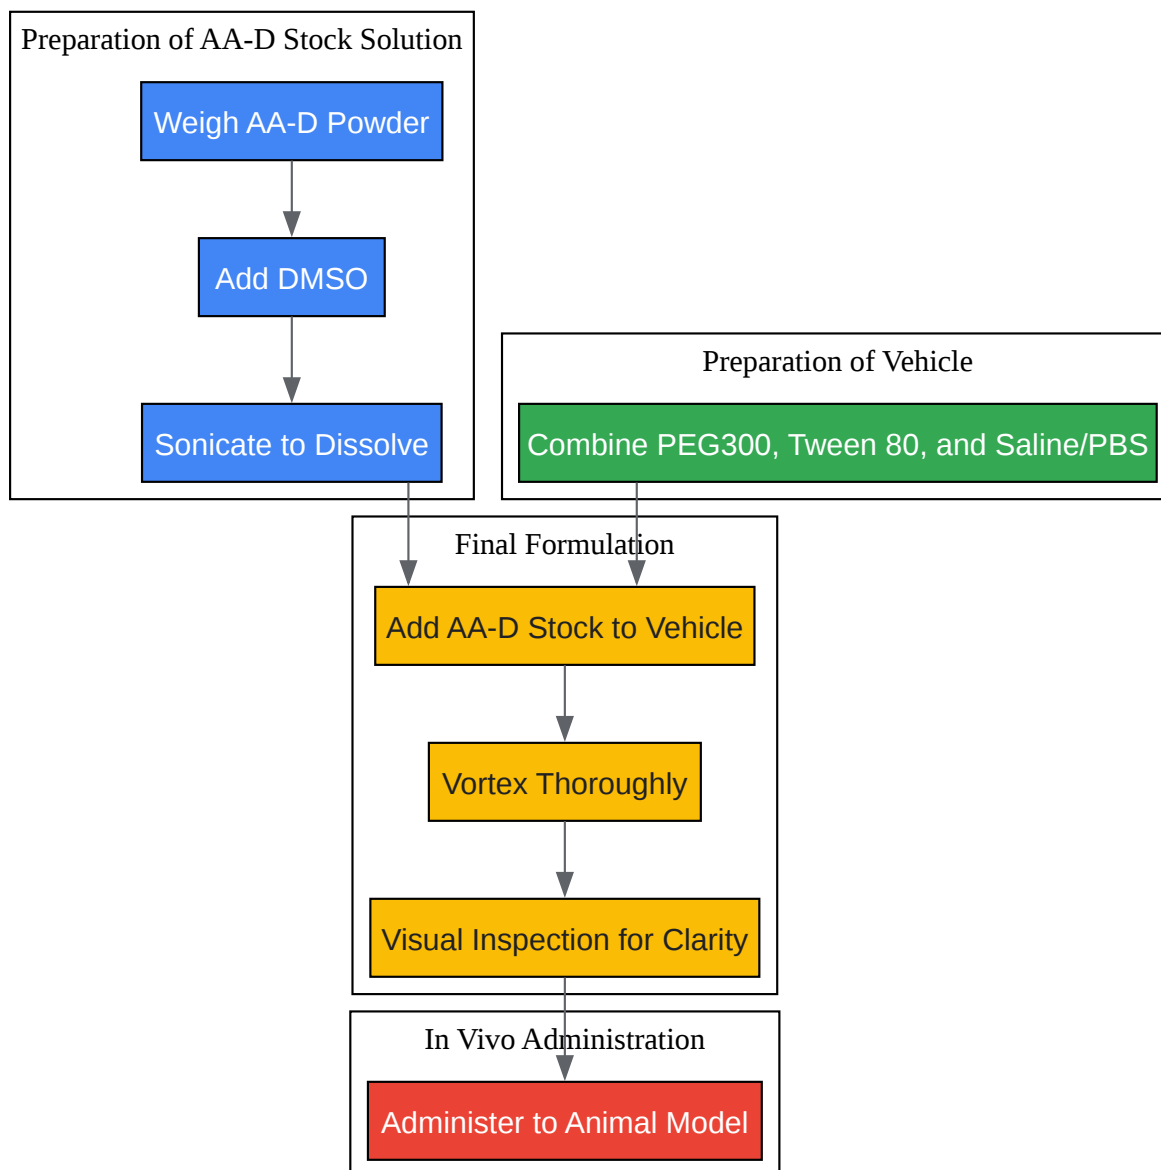 Preparation of AA-D Stock Solution
Weigh AA-D Powder
Add DMSO
Sonicate to Dissolve
Preparation of Vehicle
Combine PEG300, Tween 80, and Saline/PBS
Final Formulation
Add AA-D Stock to Vehicle
Vortex Thoroughly
Visual Inspection for Clarity
In Vivo Administration
Administer to Animal Model